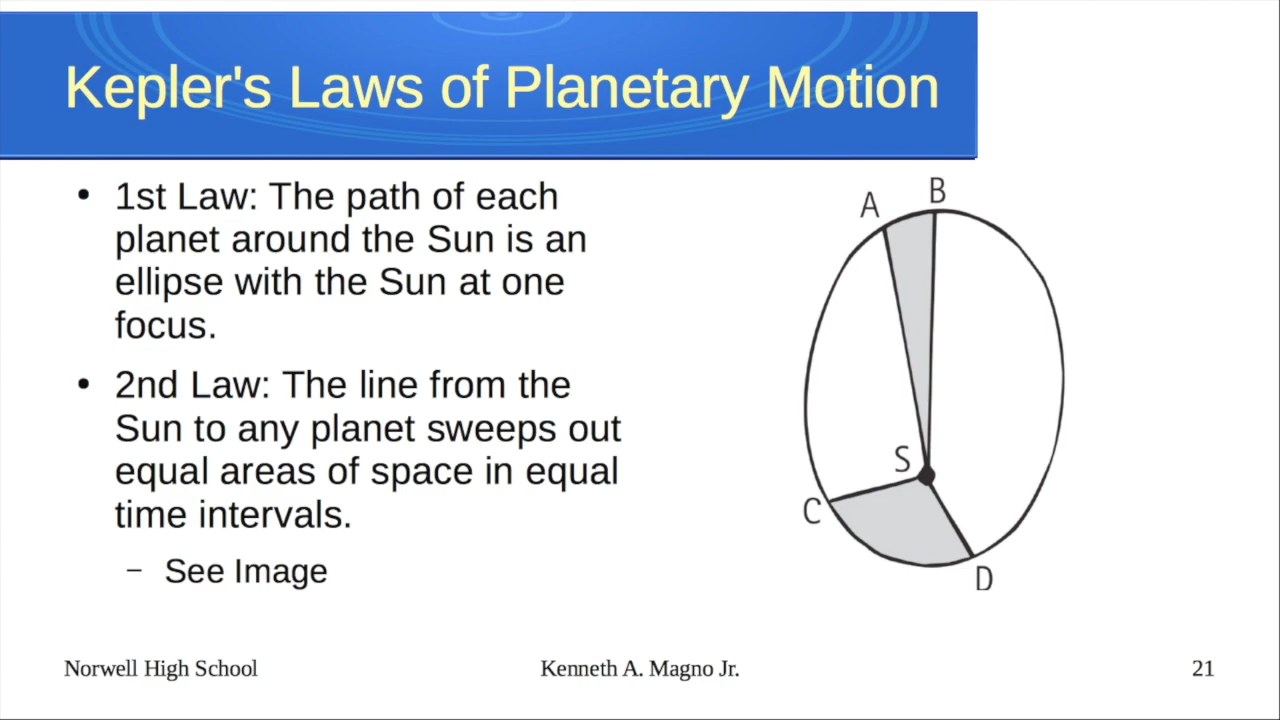 Kepler's Laws of Planetary Motion
• 1st Law: The path of each
planet around the Sun is an
ellipse with the Sun at one
focus.
• 2nd Law: The line from the
Sun to any planet sweeps out
equal areas of space in equal
time intervals.
– See Image
A
B
S
C
D
Norwell High School
Kenneth A. Magno Jr.
21